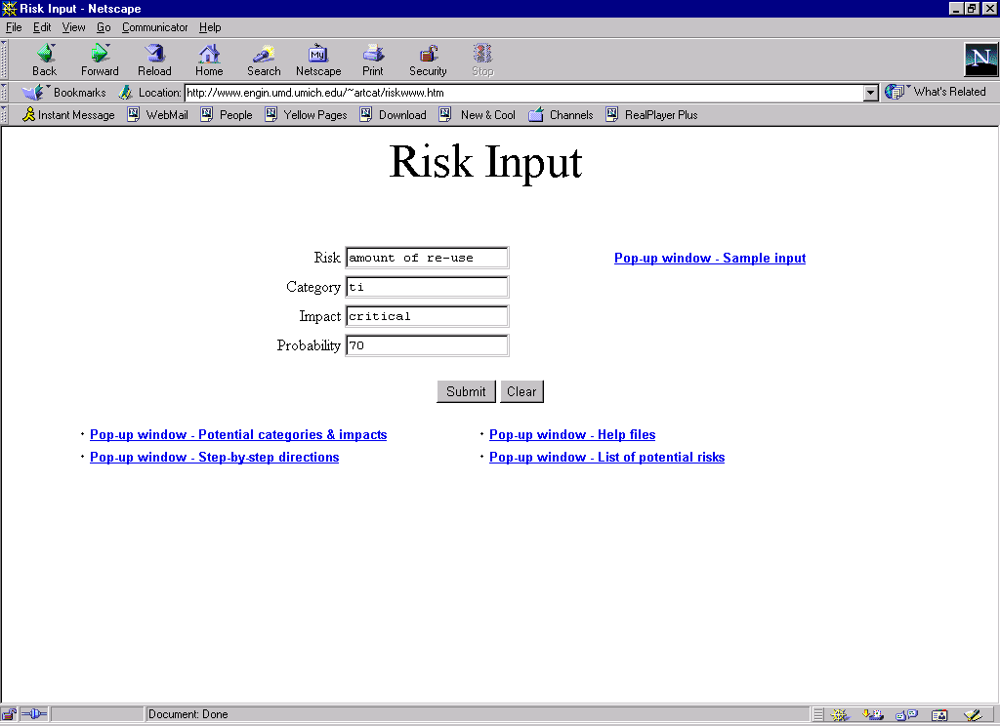 Risk Input - Netscape
File Edit View Go Communicator Help
Back Forward Reload Home Search Netscape Print Security Stop
My
N
Bookmarks Location: http://www.engin.umd.umich.edu/~artcat/riskwww.htm What's Related
Instant Message WebMail People Yellow Pages Download New & Cool Channels RealPlayer Plus
Risk Input
Risk amount of re-use Pop-up window - Sample input
Category ti
Impact critical
Probability 70
Submit Clear
· Pop-up window - Potential categories & impacts · Pop-up window - Help files
· Pop-up window - Step-by-step directions · Pop-up window - List of potential risks
Document: Done